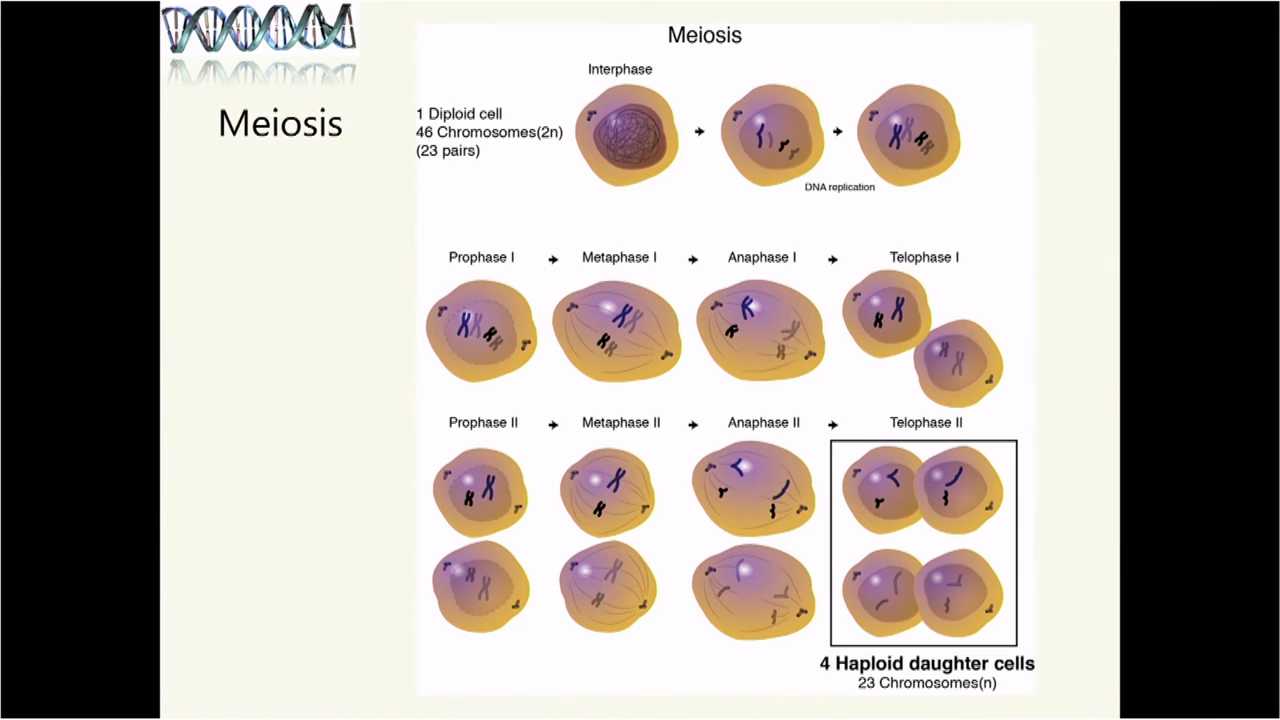 Meiosis
Meiosis
Interphase
1 Diploid cell
46 Chromosomes(2n)
(23 pairs)
DNA replication
Prophase I
Metaphase I
Anaphase I
Telophase I
Prophase II
Metaphase II
Anaphase II
Telophase II
4 Haploid daughter cells
23 Chromosomes(n)